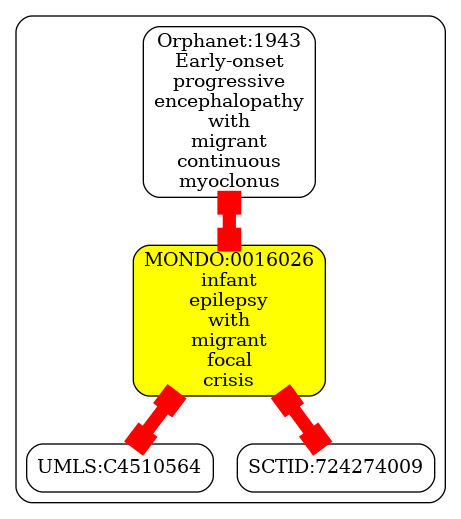 Orphanet:1943
Early-onset
progressive
encephalopathy
with
migrant
continuous
myoclonus
MONDO:0016026
infant
epilepsy
with
migrant
focal
crisis
UMLS:C4510564
SCTID:724274009